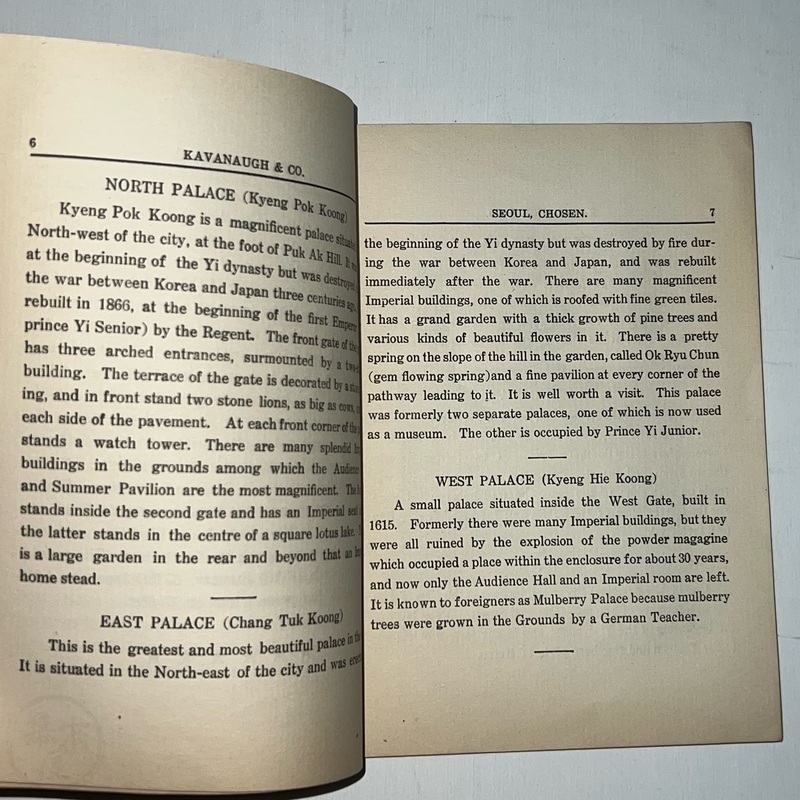 6
KAVANAUGH & CO.
NORTH PALACE (Kyeng Pok Koong)
Kyeng Pok Koong is a magnificent palace
North-west of the city, at the foot of Puk Ak Hill. It
at the beginning of the Yi dynasty but was destroyed
the war between Korea and Japan three centuries ago,
rebuilt in 1866, at the beginning of the first
prince Yi Senior) by the Regent. The front gate of
has three arched entrances, surmounted by a
building. The terrace of the gate is decorated by a
ing, and in front stand two stone lions, as big as cows,
each side of the pavement. At each front corner of the
stands a watch tower. There are many splendid
buildings in the grounds among which the Audience
and Summer Pavilion are the most magnificent. The
stands inside the second gate and has an Imperial
the latter stands in the centre of a square lotus lake.
is a large garden in the rear and beyond that an
home stead.
EAST PALACE (Chang Tuk Koong)
This is the greatest and most beautiful palace in
It is situated in the North-east of the city and was
SEOUL, CHOSEN. 7
the beginning of the Yi dynasty but was destroyed by fire dur-
ing the war between Korea and Japan, and was rebuilt
immediately after the war. There are many magnificent
Imperial buildings, one of which is roofed with fine green tiles.
It has a grand garden with a thick growth of pine trees and
various kinds of beautiful flowers in it. There is a pretty
spring on the slope of the hill in the garden, called Ok Ryu Chun
(gem flowing spring)and a fine pavilion at every corner of the
pathway leading to it. It is well worth a visit. This palace
was formerly two separate palaces, one of which is now used
as a museum. The other is occupied by Prince Yi Junior.
WEST PALACE (Kyeng Hie Koong)
A small palace situated inside the West Gate, built in
1615. Formerly there were many Imperial buildings, but they
were all ruined by the explosion of the powder magagine
which occupied a place within the enclosure for about 30 years,
and now only the Audience Hall and an Imperial room are left.
It is known to foreigners as Mulberry Palace because mulberry
trees were grown in the Grounds by a German Teacher.